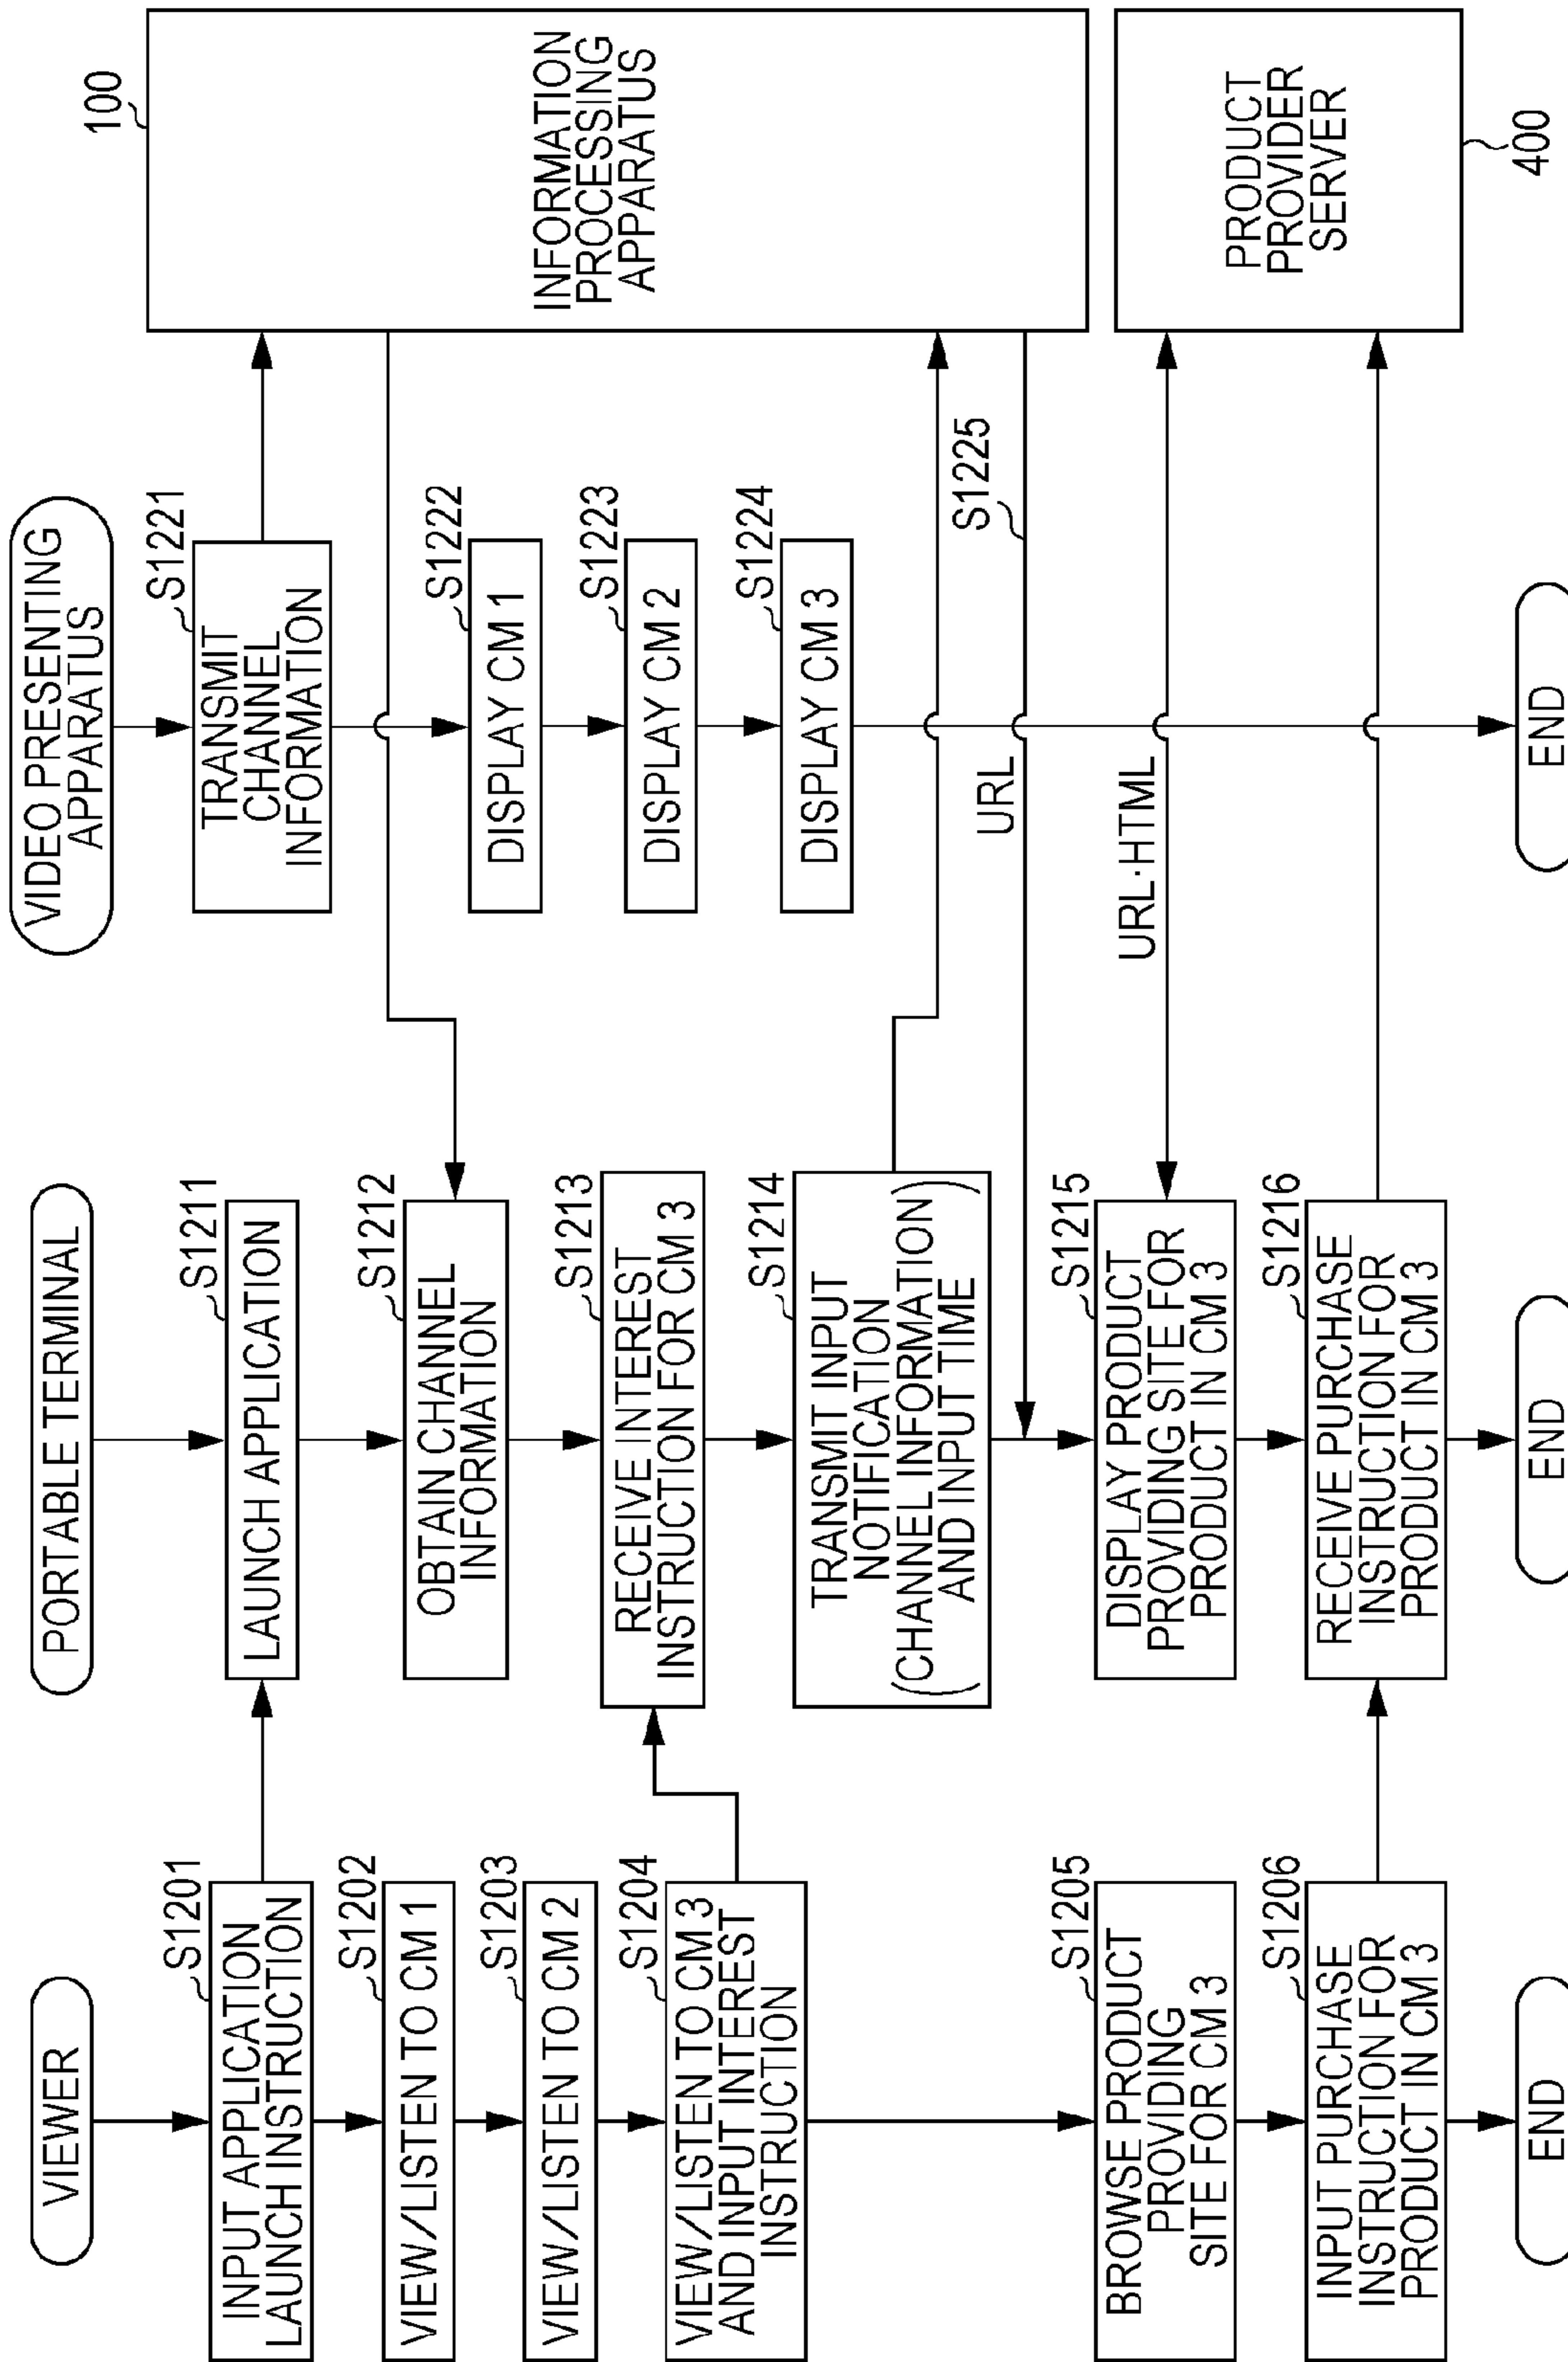 VIEWER
S1201
INPUT APPLICATION
LAUNCH INSTRUCTION
S1202
VIEW/LISTEN TO CM 1
S1203
VIEW/LISTEN TO CM 2
S1204
VIEW/LISTEN TO CM 3
AND INPUT INTEREST
INSTRUCTION
S1205
BROWSE PRODUCT
PROVIDING
SITE FOR CM 3
S1206
INPUT PURCHASE
INSTRUCTION FOR
PRODUCT IN CM 3
END
PORTABLE TERMINAL
S1211
LAUNCH APPLICATION
S1212
OBTAIN CHANNEL
INFORMATION
S1213
RECEIVE INTEREST
INSTRUCTION FOR CM 3
S1214
TRANSMIT INPUT
NOTIFICATION
(CHANNEL INFORMATION
AND INPUT TIME)
S1215
DISPLAY PRODUCT
PROVIDING SITE FOR
PRODUCT IN CM 3
S1216
RECEIVE PURCHASE
INSTRUCTION FOR
PRODUCT IN CM 3
END
VIDEO PRESENTING
APPARATUS
S1221
TRANSMIT
CHANNEL
INFORMATION
S1222
DISPLAY CM 1
S1223
DISPLAY CM 2
S1224
DISPLAY CM 3
URL
S1225
URL·HTML
END
100
INFORMATION
PROCESSING
APPARATUS
PRODUCT
PROVIDER
SERVER
400